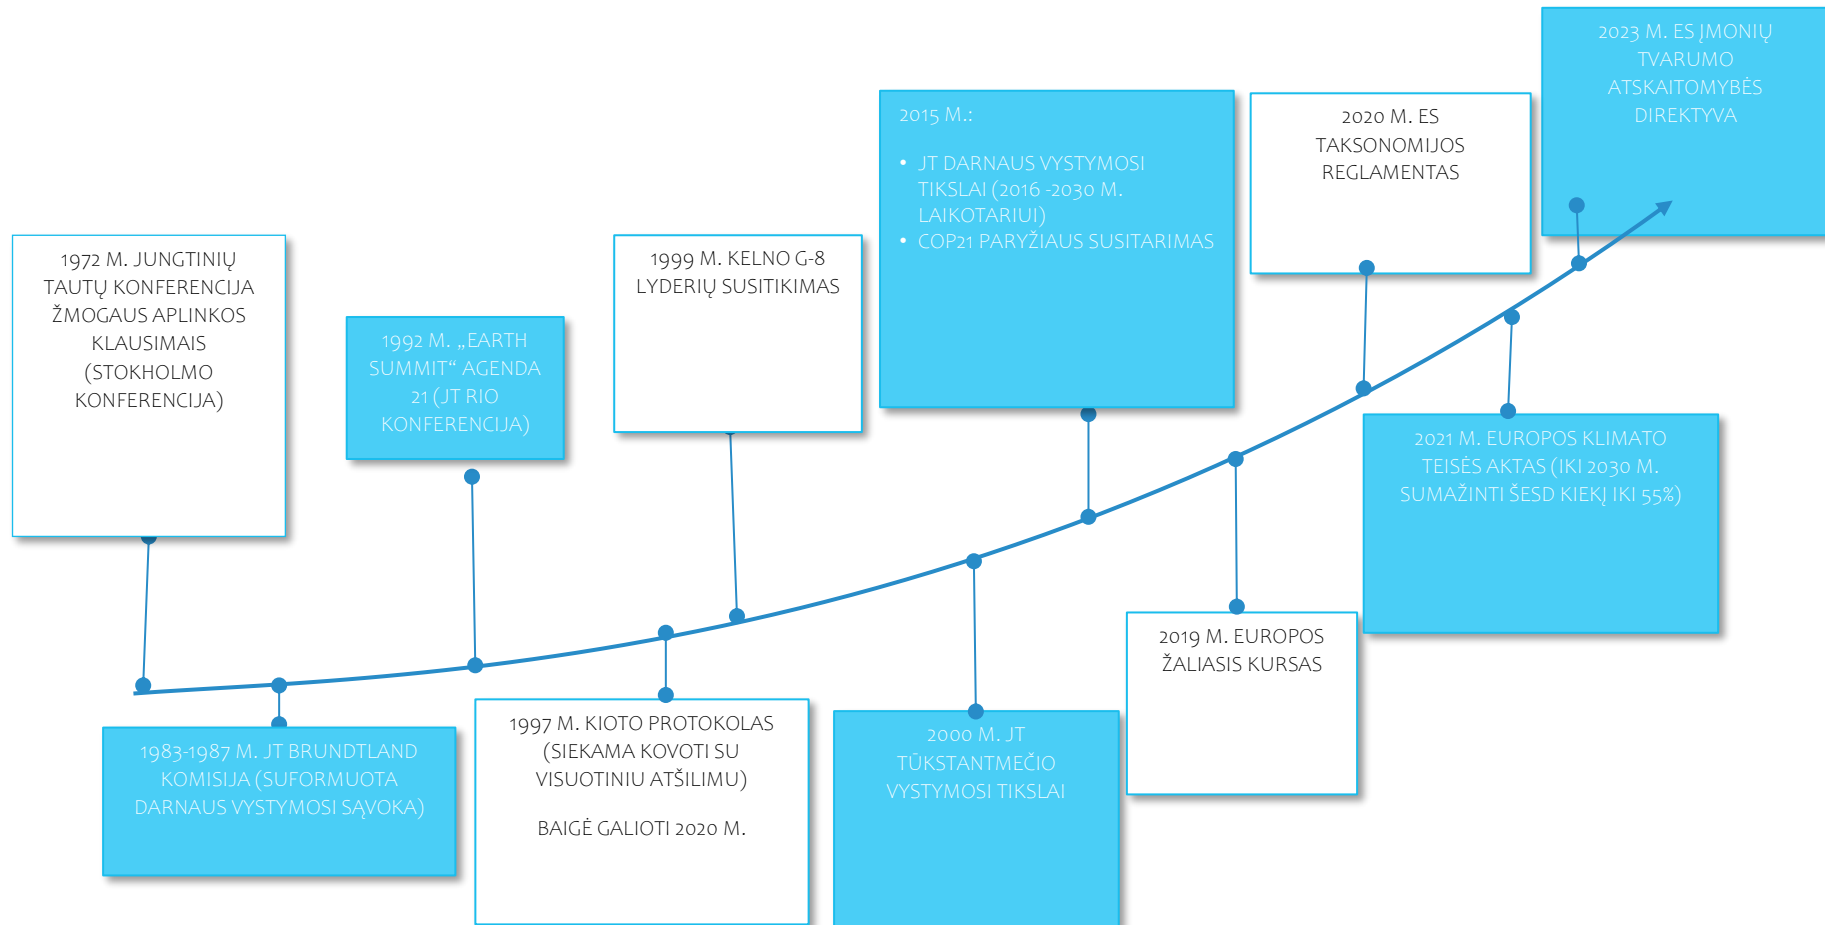 1972 M. JUNGTINIŲ
TAUTŲ KONFERENCIJA
ŽMOGAUS APLINKOS
KLAUSIMAIS
(STOKHOLMO
KONFERENCIJA)
1983-1987 M. JT BRUNDTLAND
KOMISIJA (SUFORMUOTA
DARNAUS VYSTYMOSI SĄVOKA)
1992 M. „EARTH
SUMMIT“ AGENDA
21 (JT RIO
KONFERENCIJA)
1997 M. KIOTO PROTOKOLAS
(SIEKAMA KOVOTI SU
VISUOTINIU ATŠILIMU)
BAIGĖ GALIOTI 2020 M.
1999 M. KELNO G-8
LYDERIŲ SUSITIKIMAS
2000 M. JT
TŪKSTANTMEČIO
VYSTYMOSI TIKSLAI
2015 M.:
• JT DARNAUS VYSTYMOSI
TIKSLAI (2016 -2030 M.
LAIKOTARIUI)
• COP21 PARYŽIAUS SUSITARIMAS
2019 M. EUROPOS
ŽALIASIS KURSAS
2020 M. ES
TAKSONOMIJOS
REGLAMENTAS
2021 M. EUROPOS KLIMATO
TEISĖS AKTAS (IKI 2030 M.
SUMAŽINTI ŠESD KIEKĮ IKI 55%)
2023 M. ES ĮMONIŲ
TVARUMO
ATSKAITOMYBĖS
DIREKTYVA